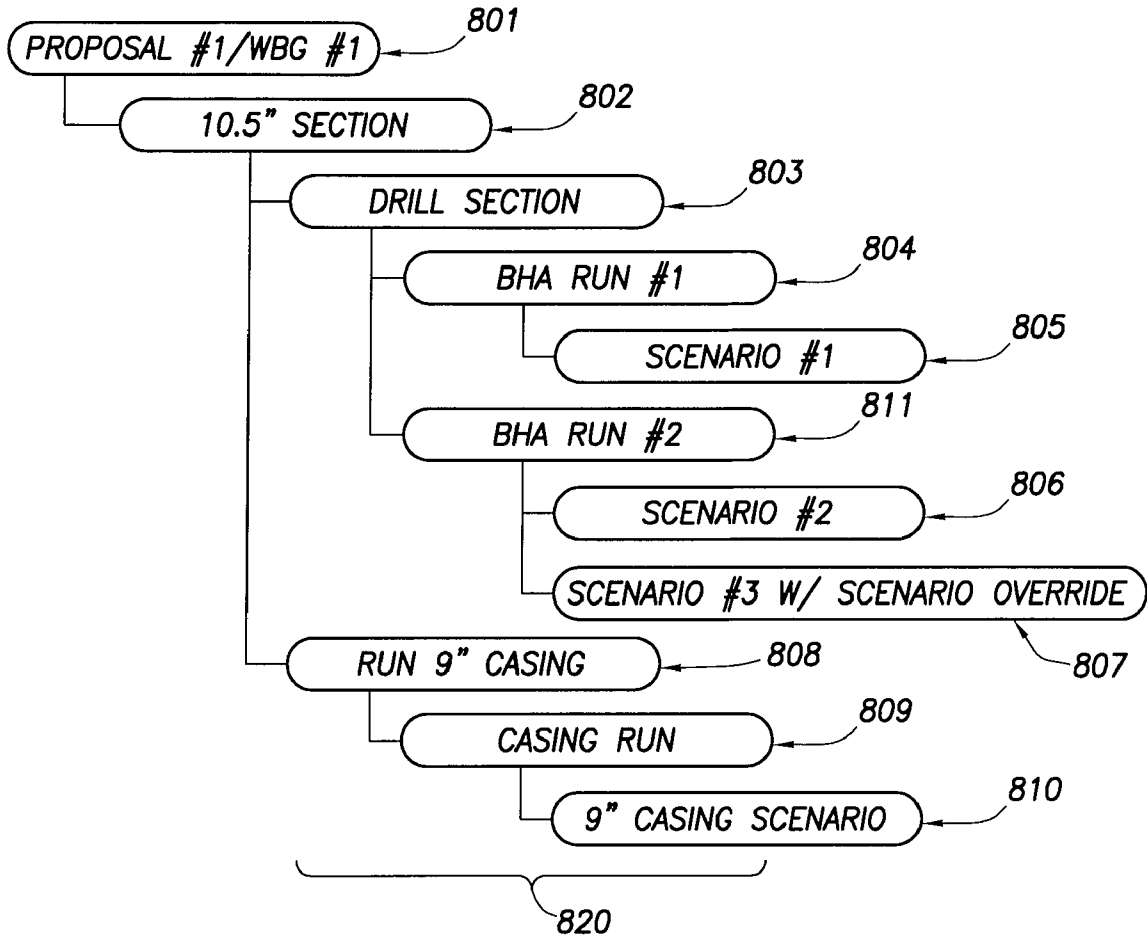 801
PROPOSAL #1/WBG #1
802
10.5” SECTION
803
DRILL SECTION
804
BHA RUN #1
805
SCENARIO #1
811
BHA RUN #2
806
SCENARIO #2
SCENARIO #3 W/ SCENARIO OVERRIDE
807
808
RUN 9” CASING
809
CASING RUN
810
9” CASING SCENARIO
820